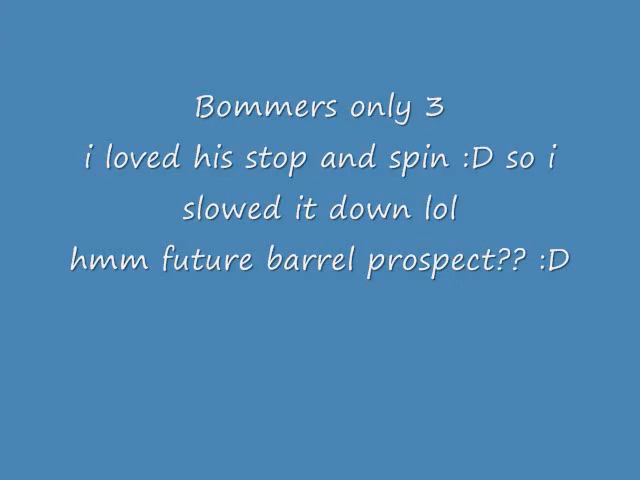 Bommers only 3
i loved his stop and spin :D so i
slowed it down lol
hmm future barrel prospect?? :D